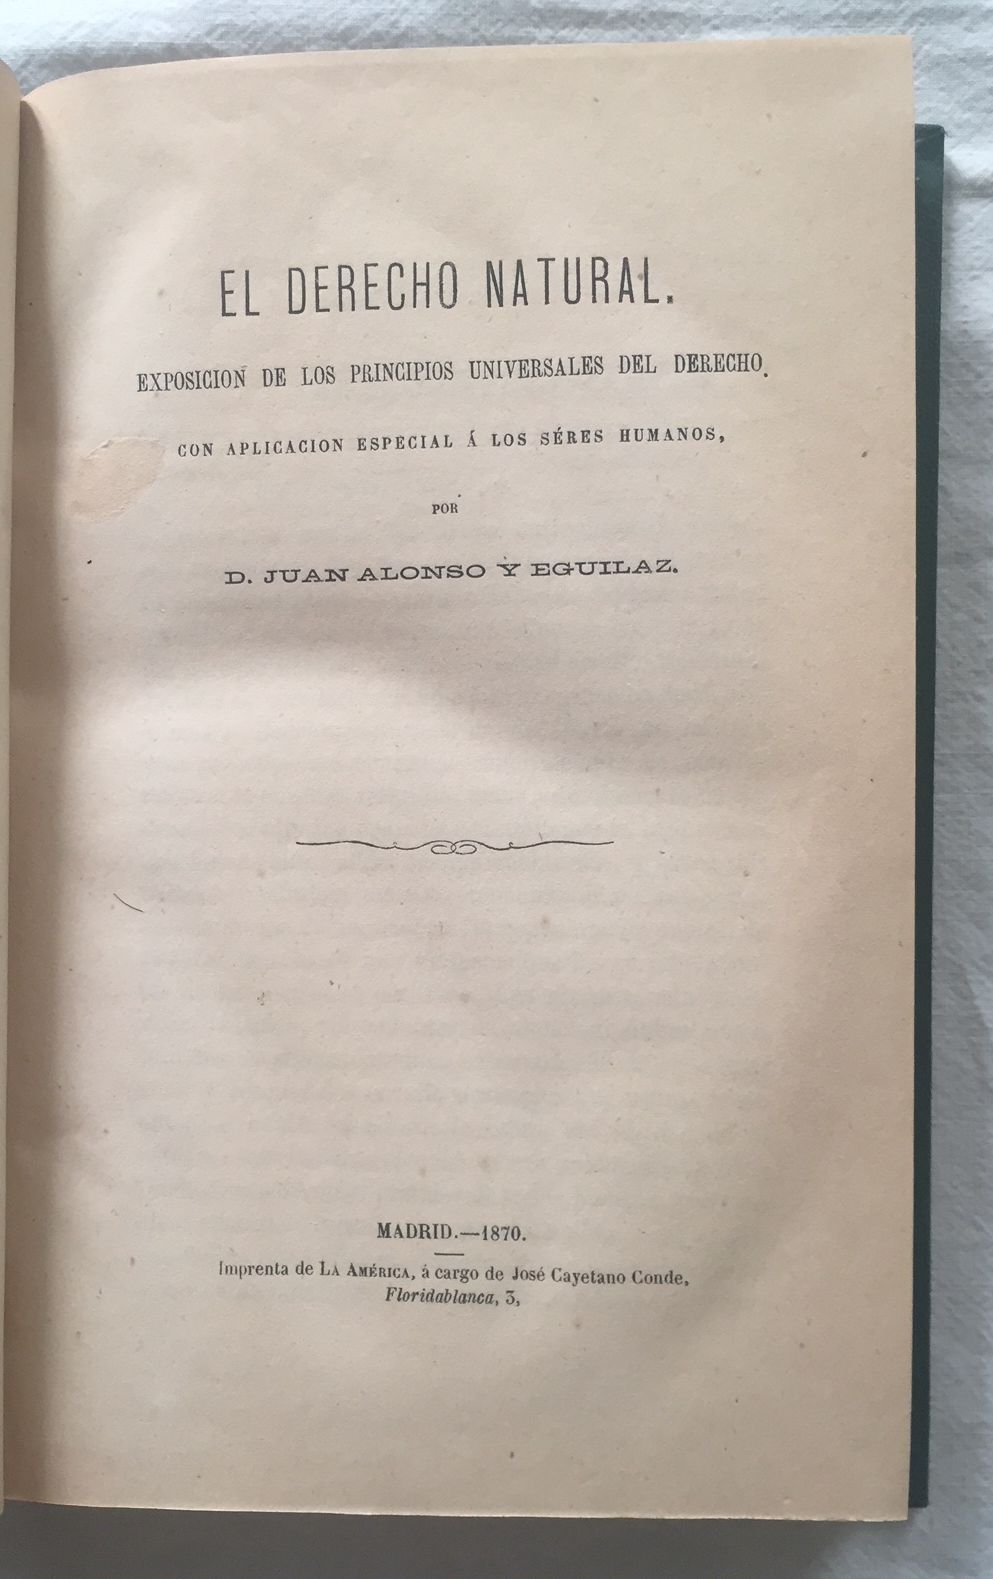 EL DERECHO NATURAL.
EXPOSICION DE LOS PRINCIPIOS UNIVERSALES DEL DERECHO.
CON APLICACION ESPECIAL Á LOS SÉRES HUMANOS,
POR
D. JUAN ALONSO Y EGUILAZ.
MADRID.—1870.
Imprenta de LA AMÉRICA, á cargo de José Cayetano Conde,
Floridablanca, 3,